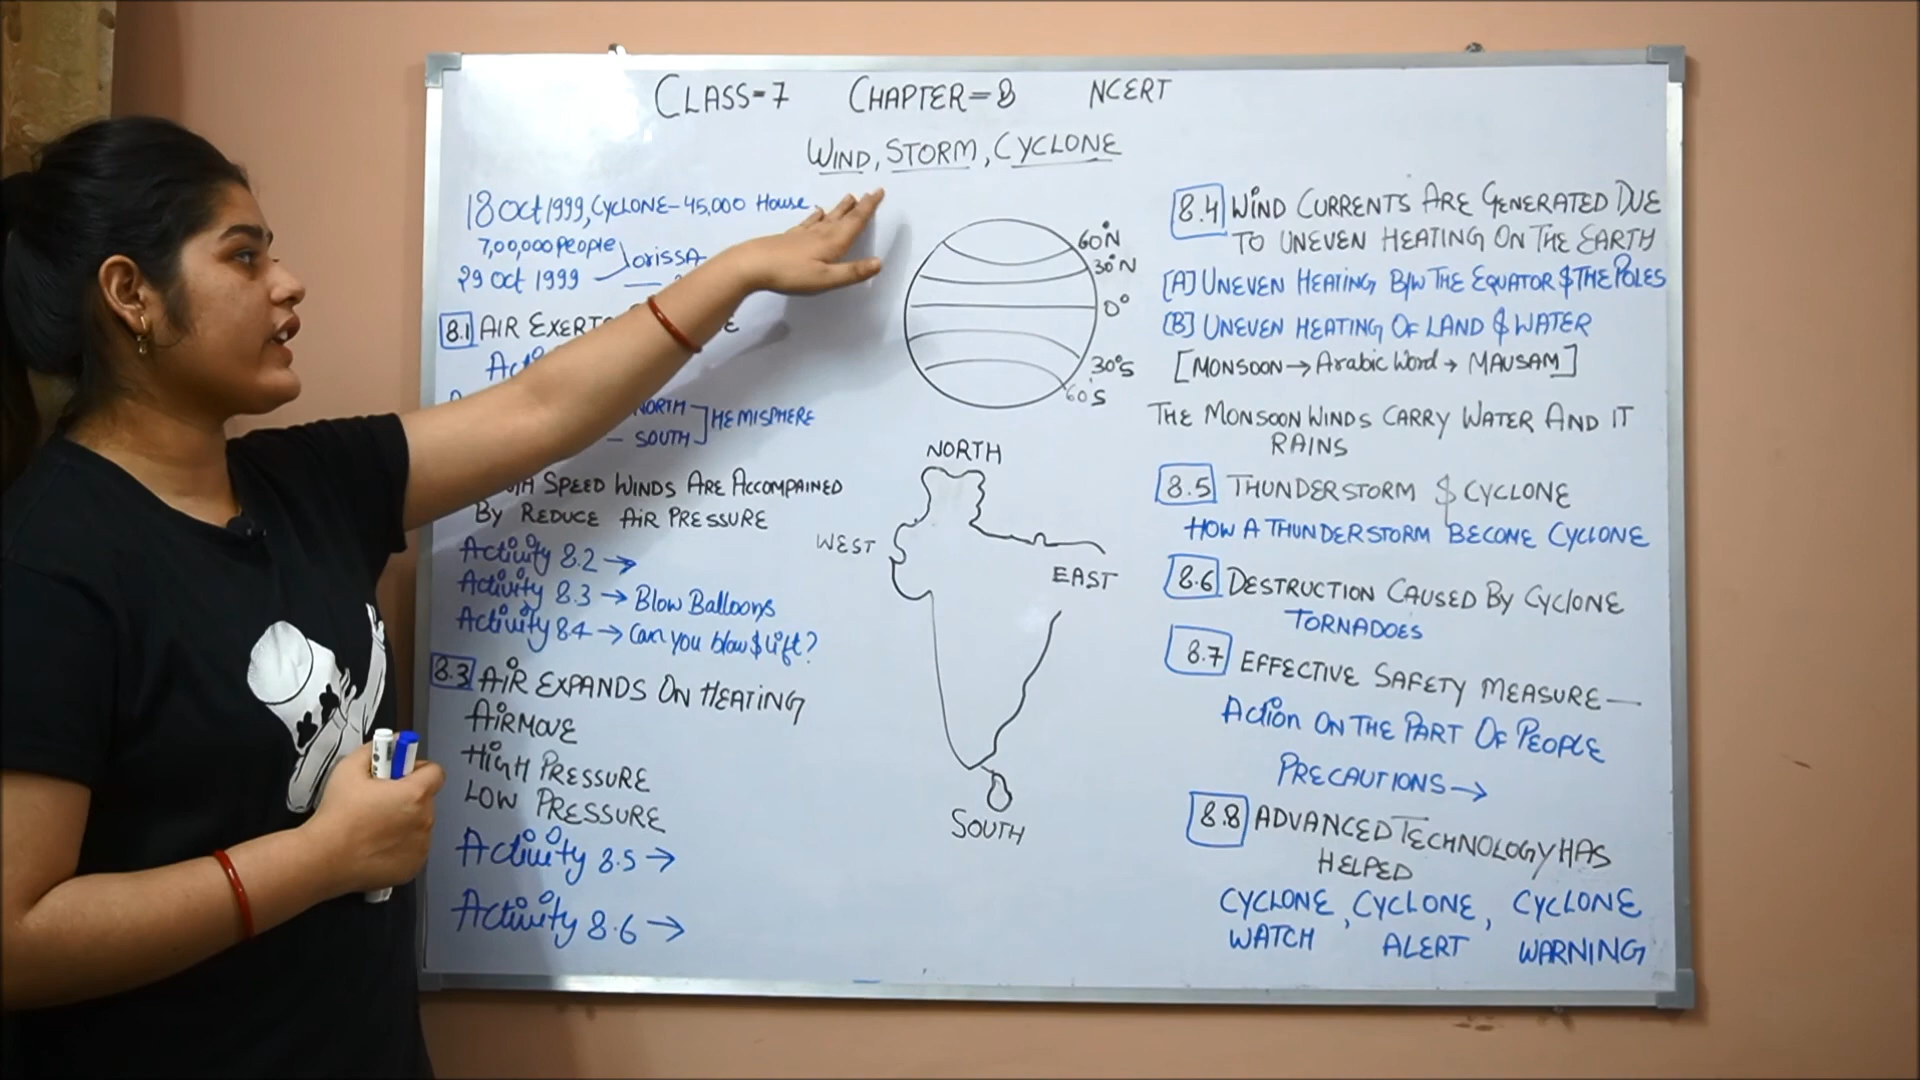 CLASS=7 CHAPTER=8 NCERT
WIND, STORM, CYCLONE
18 Oct 1999, CYCLONE - 45,000 House
7,00,000 People
Orissa
29 Oct 1999
8.1 AIR EXERTS
NORTH
- SOUTH
HEMISPHERE
SPEED WINDS ARE ACCOMPAINED
BY REDUCE AIR PRESSURE
Activity 8.2 →
Activity 8.3 → Blow Balloons
Activity 8.4 → Can you blow & lift?
8.3 AIR EXPANDS ON HEATING
AIRMOVE
HIGH PRESSURE
LOW PRESSURE
Activity 8.5 →
Activity 8.6 →
60°N
30°N
0°
30°S
60°S
NORTH
WEST
EAST
SOUTH
8.4 WIND CURRENTS ARE GENERATED DUE
TO UNEVEN HEATING ON THE EARTH
[A] UNEVEN HEATING B/W THE EQUATOR & THE POLES
[B] UNEVEN HEATING OF LAND & WATER
[MONSOON → Arabic Word → MAUSAM]
THE MONSOON WINDS CARRY WATER AND IT
RAINS
8.5 THUNDERSTORM & CYCLONE
HOW A THUNDERSTORM BECOME CYCLONE
8.6 DESTRUCTION CAUSED BY CYCLONE
TORNADOES
8.7 EFFECTIVE SAFETY MEASURE —
Action ON THE PART OF PEOPLE
PRECAUTIONS →
8.8 ADVANCED TECHNOLOGY HAS
HELPED
CYCLONE WATCH, CYCLONE ALERT, CYCLONE WARNING